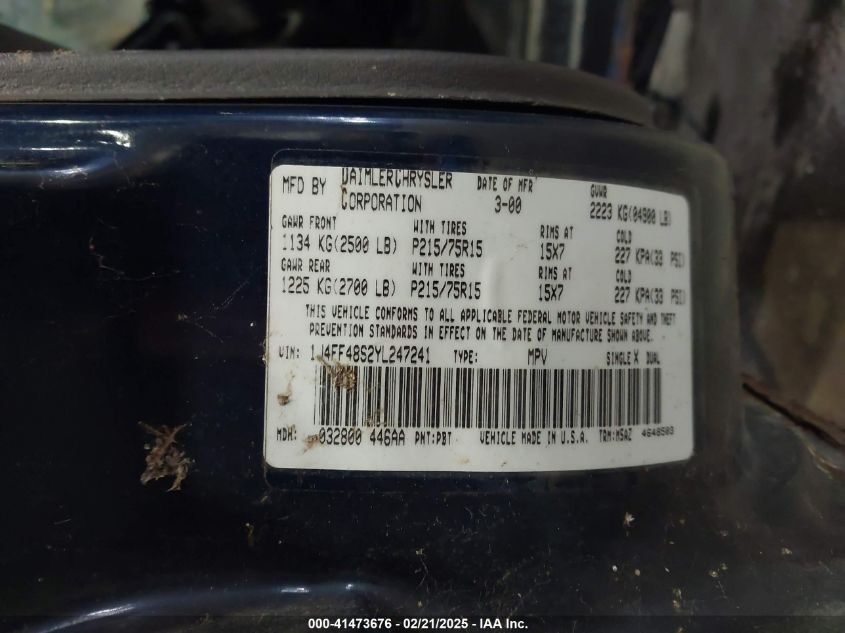 MFD BY DAIMLERCHRYSLER CORPORATION DATE OF MFR 3-00 GVWR 2223 KG(04900 LB)
GAWR FRONT WITH TIRES RIMS AT COLD
1134 KG(2500 LB) P215/75R15 15X7 227 KPA(33 PSI)
GAWR REAR WITH TIRES RIMS AT COLD
1225 KG(2700 LB) P215/75R15 15X7 227 KPA(33 PSI)
THIS VEHICLE CONFORMS TO ALL APPLICABLE FEDERAL MOTOR VEHICLE SAFETY AND THEFT
PREVENTION STANDARDS IN EFFECT ON THE DATE OF MANUFACTURE SHOWN ABOVE.
VIN: 1J4FF48S2YL247241 TYPE: MPV SINGLE X DUAL
MDH: 032800 446AA PNT:PBT VEHICLE MADE IN U.S.A. TRM:M5AZ 4648503
000-41473676 - 02/21/2025 - IAA Inc.